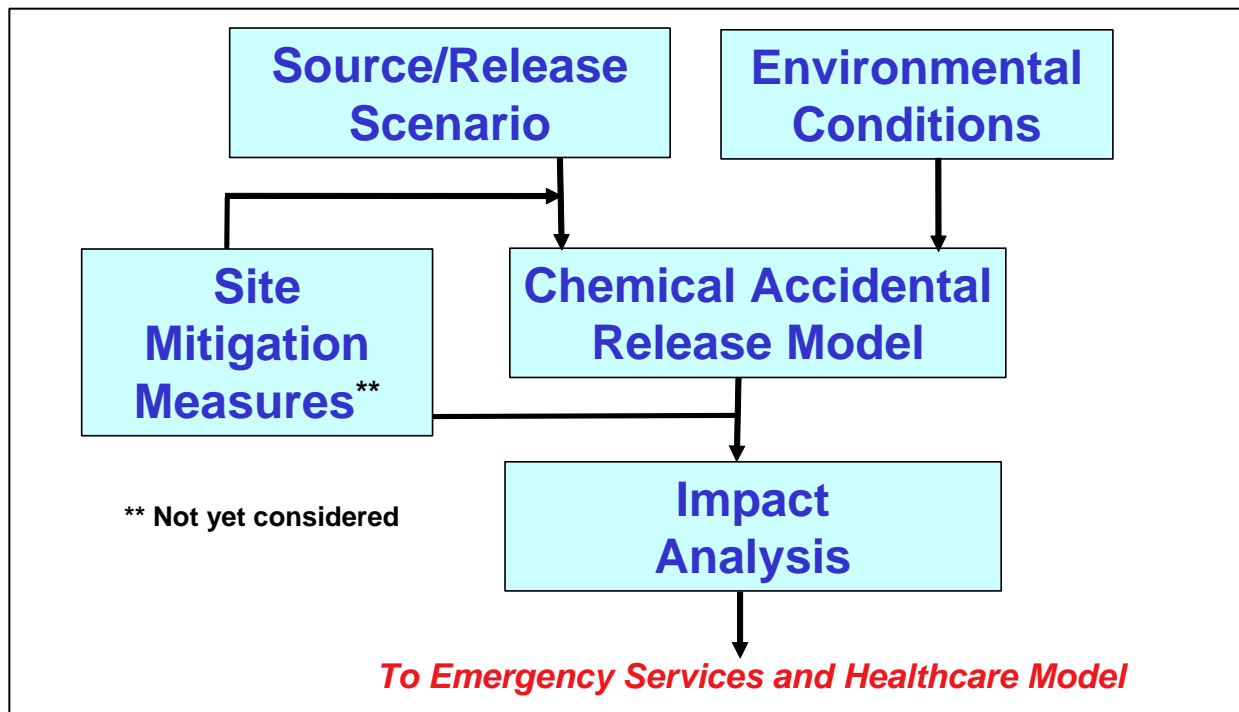 Source/Release
Scenario
Environmental
Conditions
Site
Mitigation
Measures**
Chemical Accidental
Release Model
** Not yet considered
Impact
Analysis
To Emergency Services and Healthcare Model